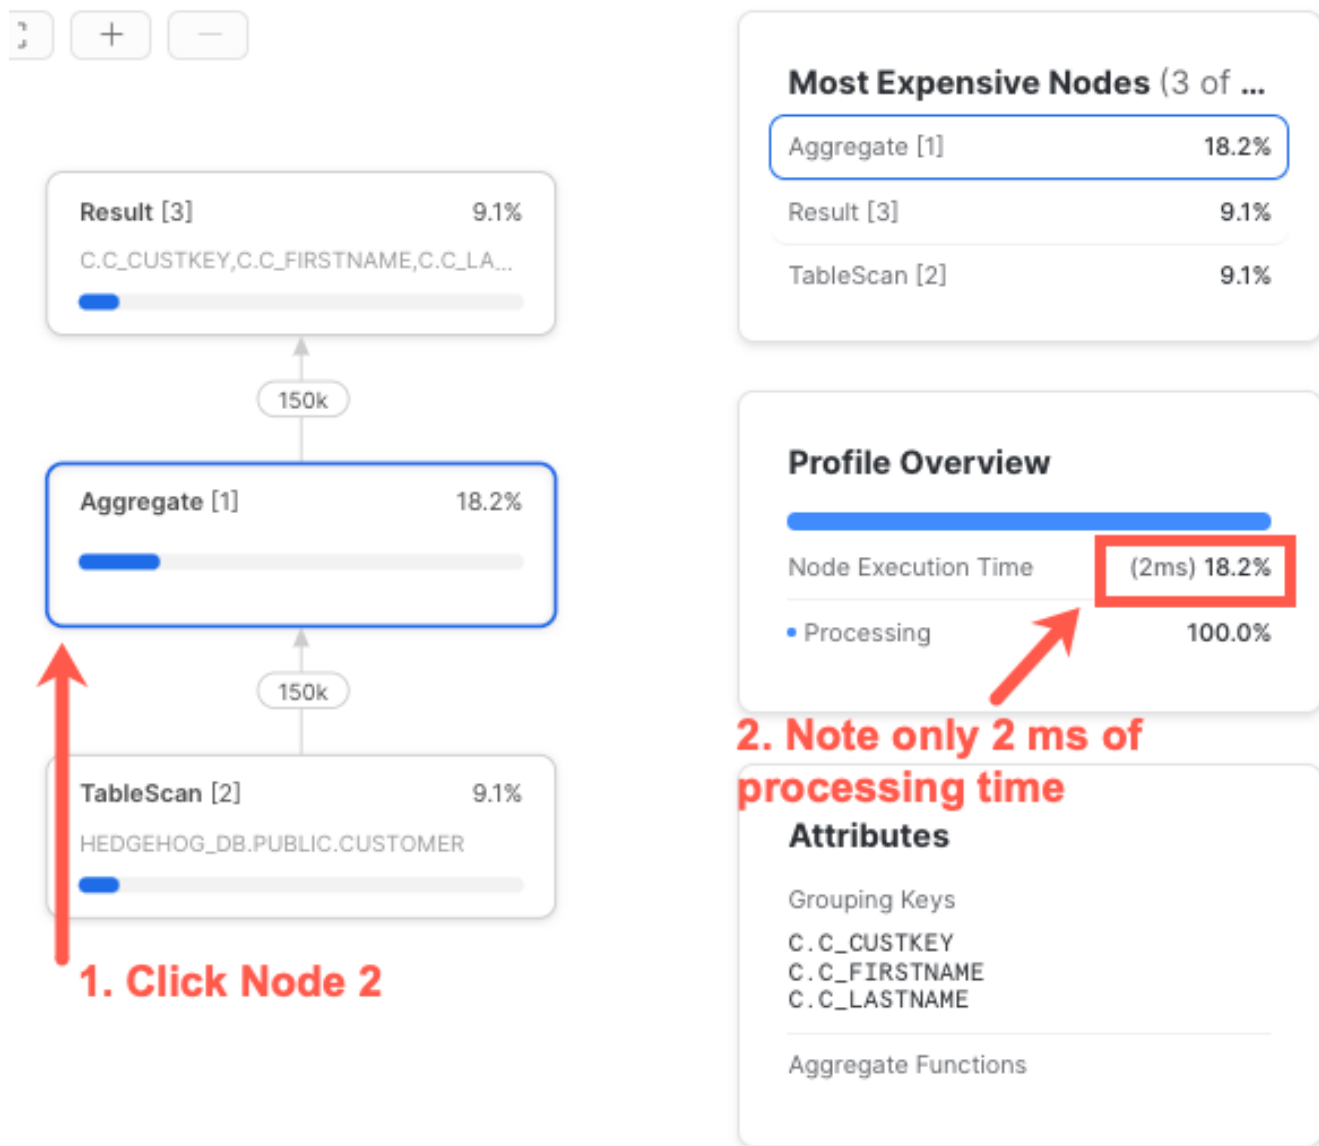 Result [3] 9.1%
C.C_CUSTKEY,C.C_FIRSTNAME,C.C_LA...
150k
Aggregate [1] 18.2%
150k
TableScan [2] 9.1%
HEDGEHOG_DB.PUBLIC.CUSTOMER
1. Click Node 2
Most Expensive Nodes (3 of ...
Aggregate [1] 18.2%
Result [3] 9.1%
TableScan [2] 9.1%
Profile Overview
Node Execution Time (2ms) 18.2%
• Processing 100.0%
2. Note only 2 ms of
processing time
Attributes
Grouping Keys
C.C_CUSTKEY
C.C_FIRSTNAME
C.C_LASTNAME
Aggregate Functions